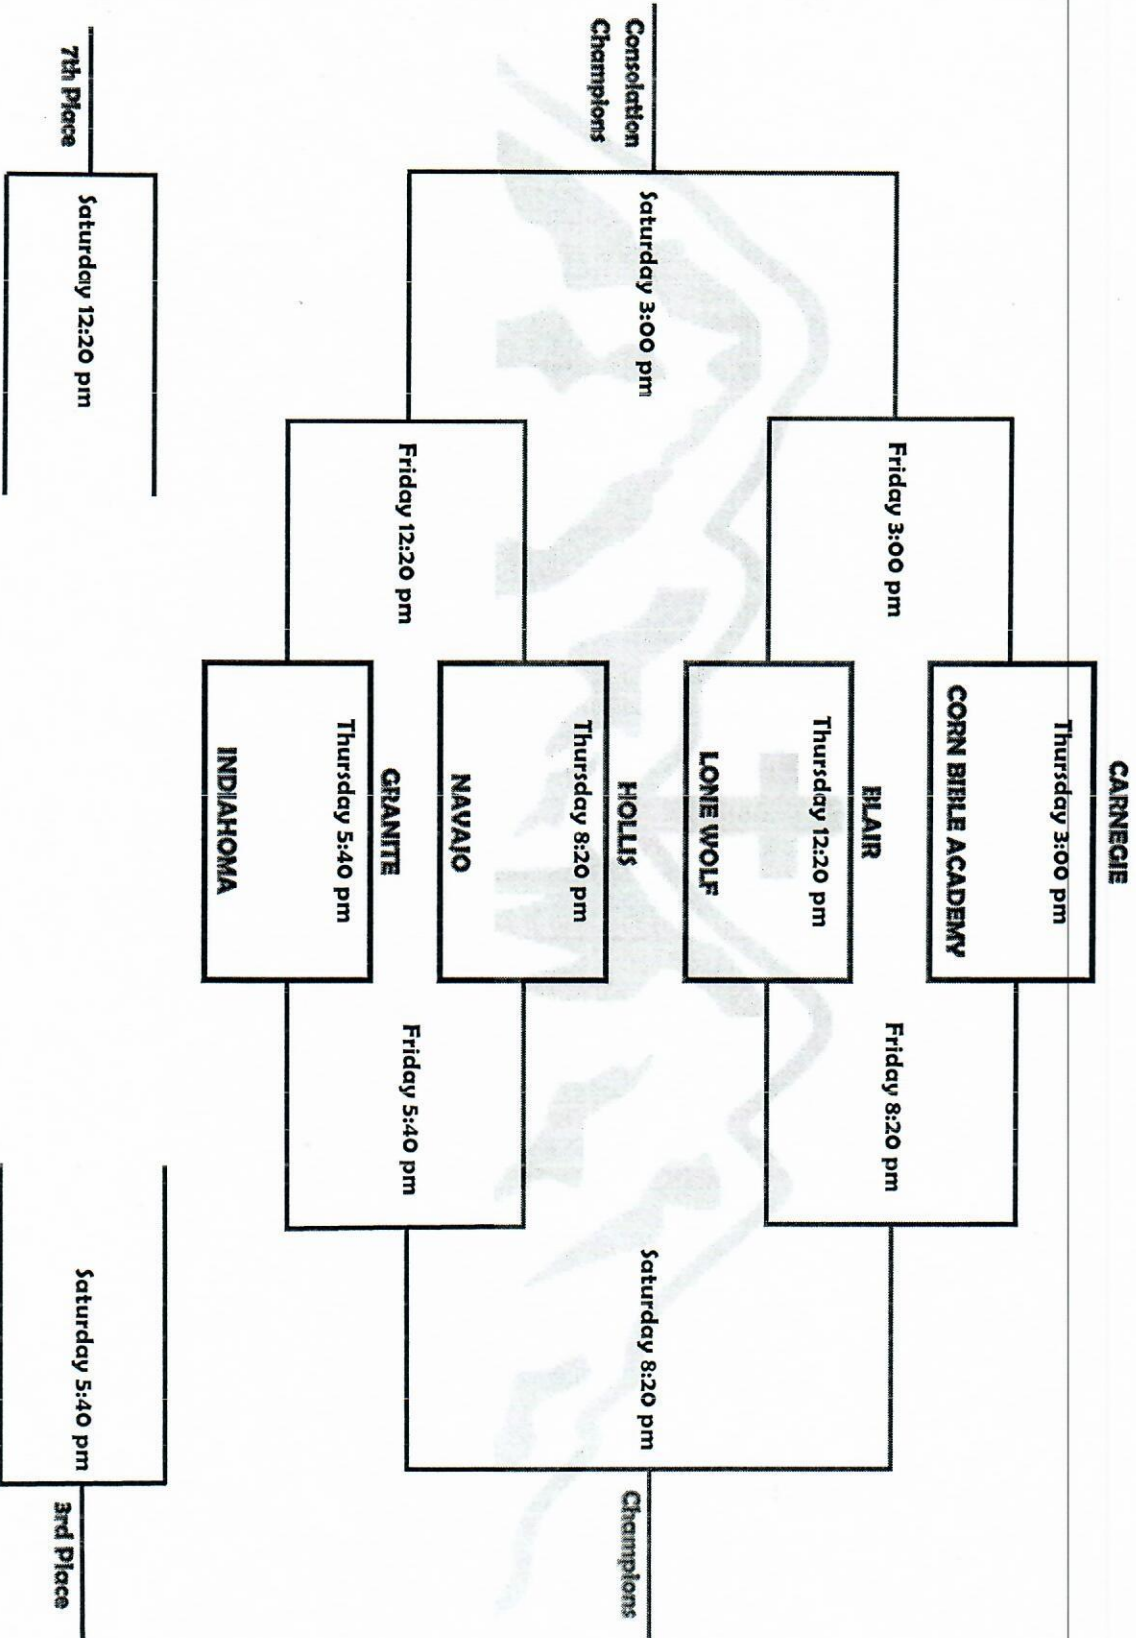 CARNEGIE
Thursday 3:00 pm
CORN BIBLE ACADEMY
Friday 3:00 pm
Friday 8:20 pm
BLAIR
Thursday 12:20 pm
LONE WOLF
Consolation
Champions
Saturday 3:00 pm
Saturday 8:20 pm
Champions
HOLLIS
Thursday 8:20 pm
NAVAJO
Friday 12:20 pm
Friday 5:40 pm
GRANITE
Thursday 5:40 pm
INDIAHOMA
7th Place
Saturday 12:20 pm
Saturday 5:40 pm
3rd Place